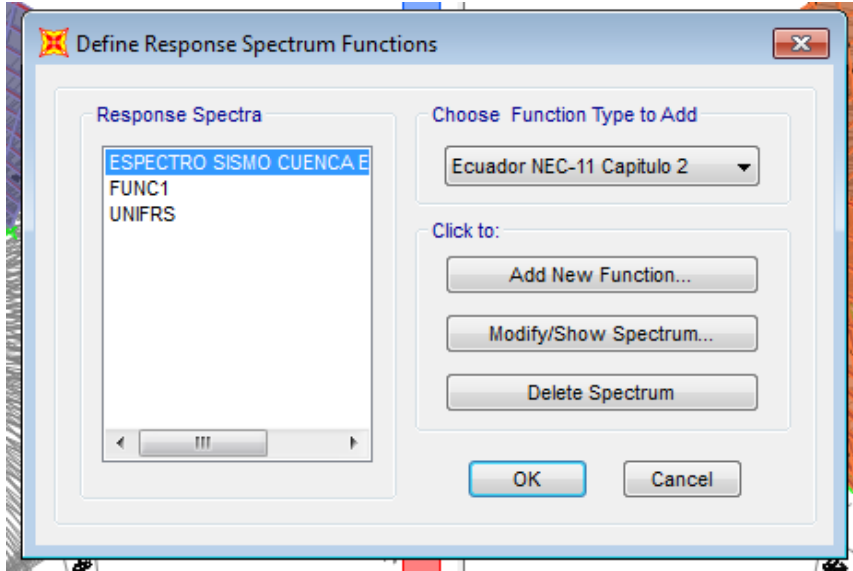 Define Response Spectrum Functions
Response Spectra
ESPECTRO SISMO CUENCA E
FUNC1
UNIFRS
Choose Function Type to Add
Ecuador NEC-11 Capitulo 2
Click to:
Add New Function...
Modify/Show Spectrum...
Delete Spectrum
OK
Cancel